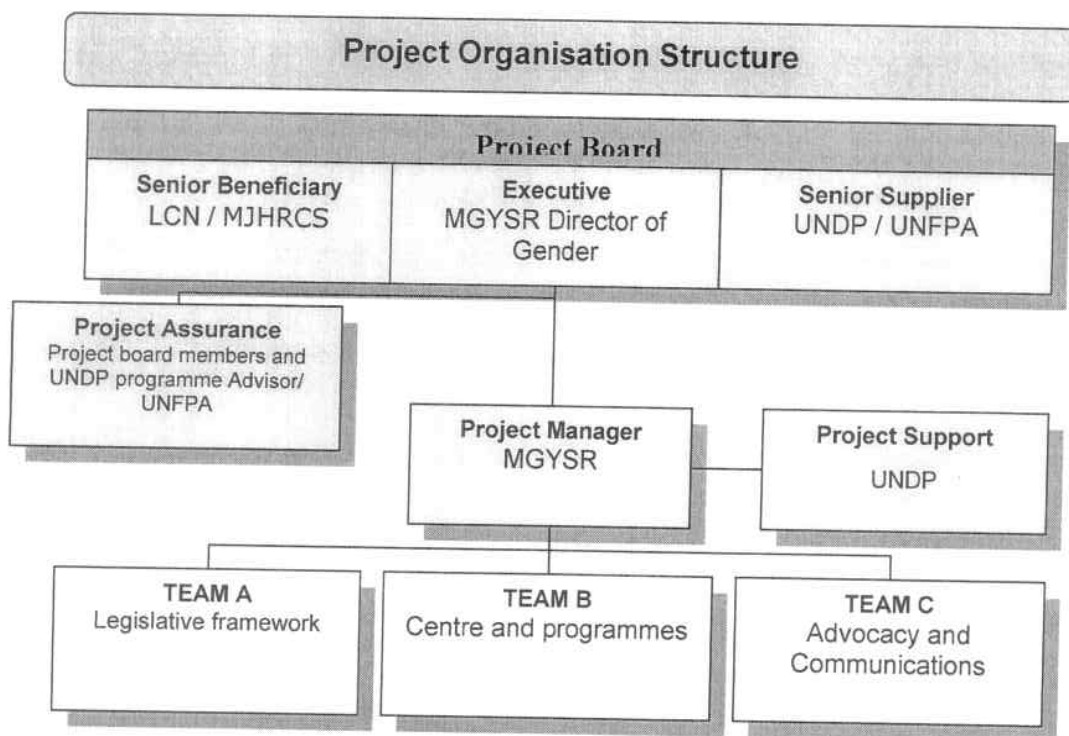 Project Organisation Structure
Project Board
Senior Beneficiary
LCN / MJHRCS
Executive
MGYSR Director of
Gender
Senior Supplier
UNDP / UNFPA
Project Assurance
Project board members and
UNDP programme Advisor/
UNFPA
Project Manager
MGYSR
Project Support
UNDP
TEAM A
Legislative framework
TEAM B
Centre and programmes
TEAM C
Advocacy and
Communications